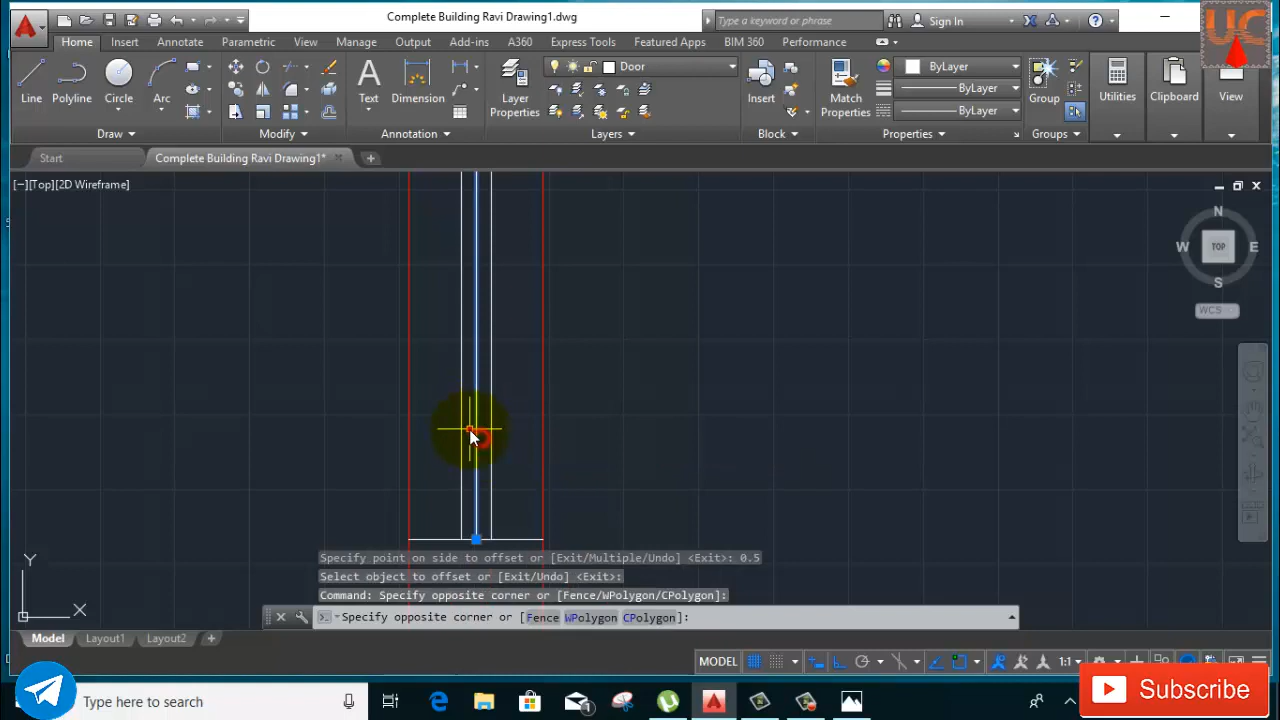 Complete Building Ravi Drawing1.dwg
Type a keyword or phrase
Sign In
Home Insert Annotate Parametric View Manage Output Add-ins A360 Express Tools Featured Apps BIM 360 Performance
Door
ByLayer
ByLayer
ByLayer
Line Polyline Circle Arc Text Dimension Layer Properties Insert Match Properties Group Utilities Clipboard View
Draw Modify Annotation Layers Block Properties Groups
Start Complete Building Ravi Drawing1*
[−][Top][2D Wireframe]
N
W TOP E
S
WCS
Y
X
Specify point on side to offset or [Exit/Multiple/Undo] <Exit>: 0.5
Select object to offset or [Exit/Undo] <Exit>:
Command: Specify opposite corner or [Fence/WPolygon/CPolygon]:
Specify opposite corner or [Fence WPolygon CPolygon]:
Model Layout1 Layout2
MODEL 1:1
Type here to search
1
Subscribe
UC